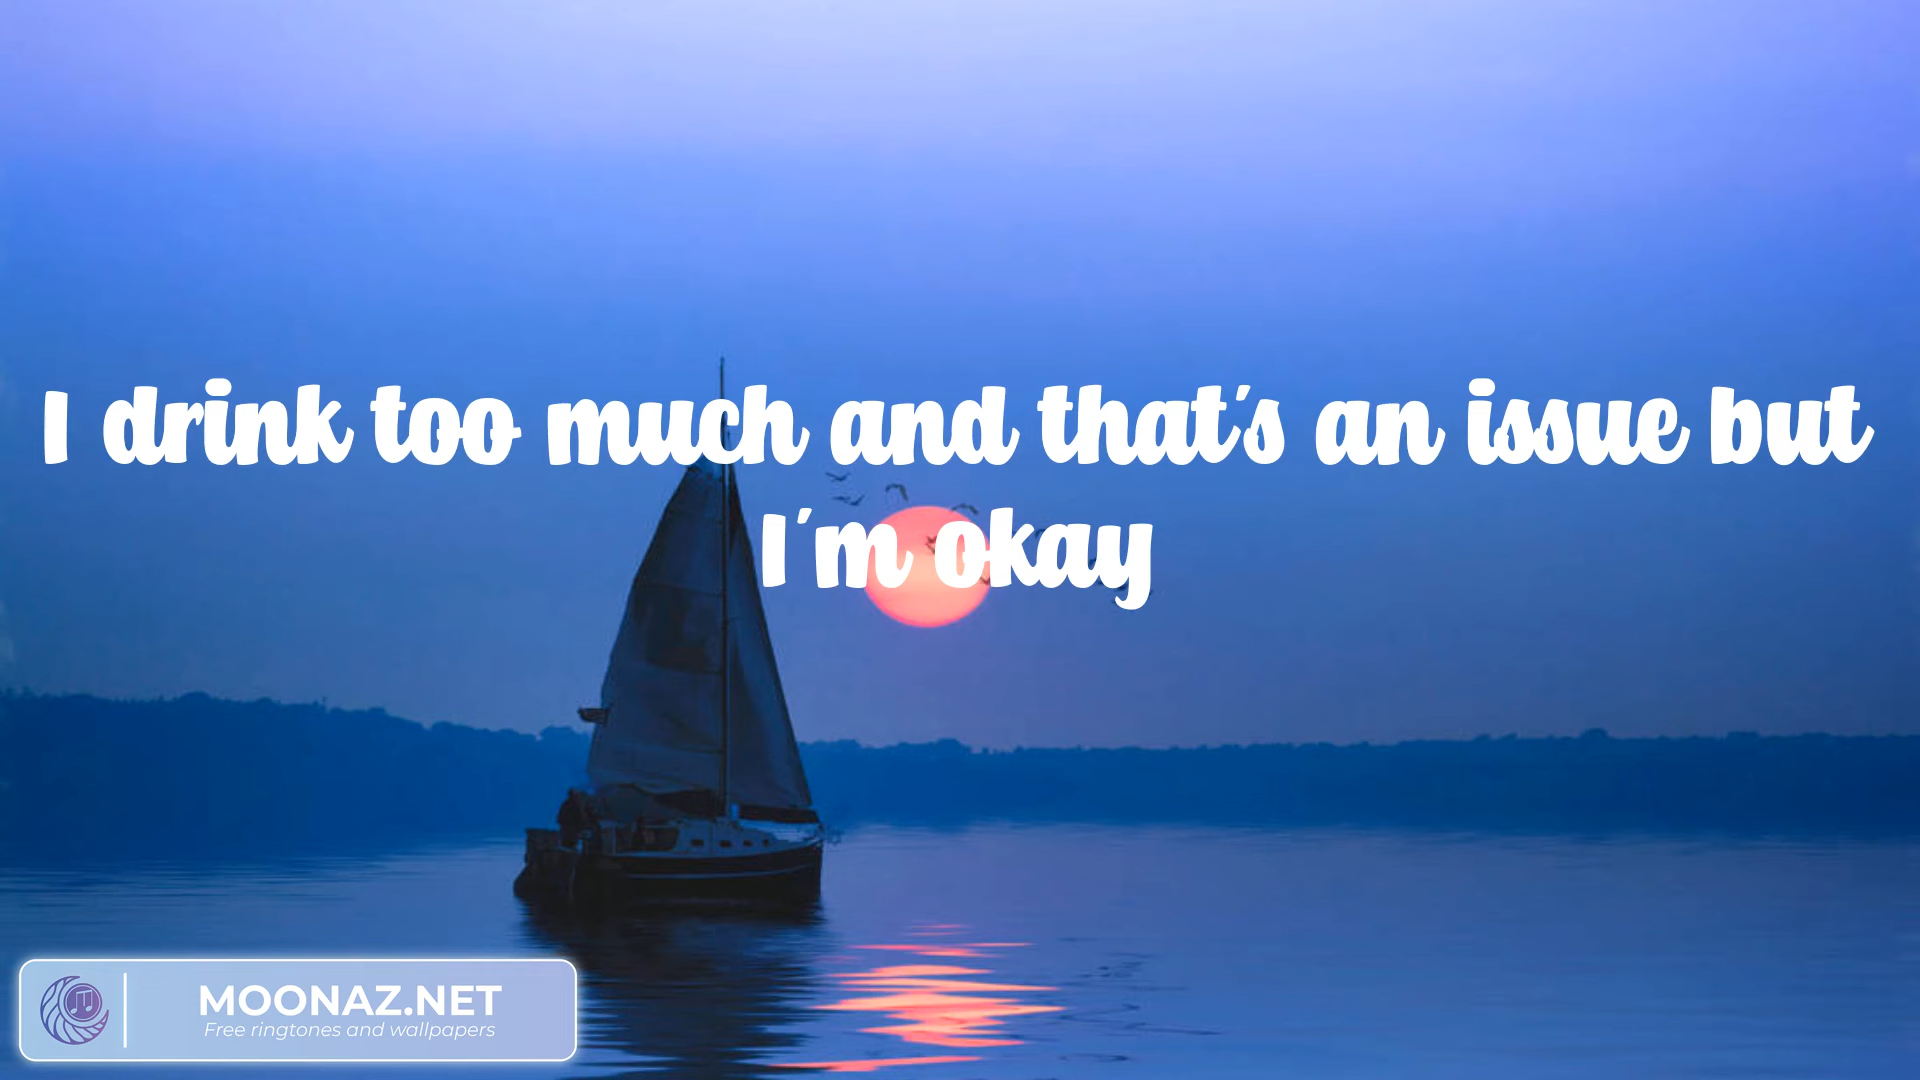 I drink too much and that's an issue but
I'm okay
MOONAZ.NET
Free ringtones and wallpapers